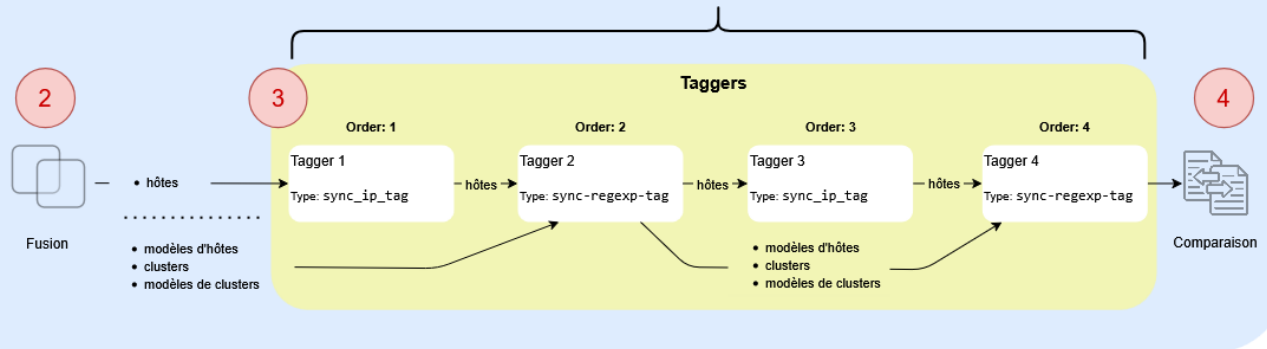 Taggers
2
3
4
Order: 1
Order: 2
Order: 3
Order: 4
Tagger 1
Type: sync_ip_tag
Tagger 2
Type: sync-regexp-tag
Tagger 3
Type: sync_ip_tag
Tagger 4
Type: sync-regexp-tag
• hôtes
hôtes
hôtes
hôtes
Fusion
Comparaison
• modèles d'hôtes
• clusters
• modèles de clusters
• modèles d'hôtes
• clusters
• modèles de clusters